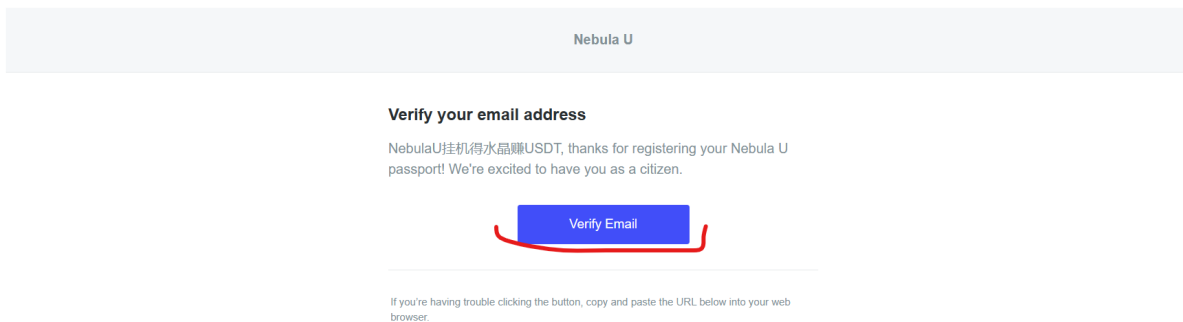 Nebula U
Verify your email address
NebulaU挂机得水晶赚USDT, thanks for registering your Nebula U
passport! We're excited to have you as a citizen.
Verify Email
If you're having trouble clicking the button, copy and paste the URL below into your web
browser.